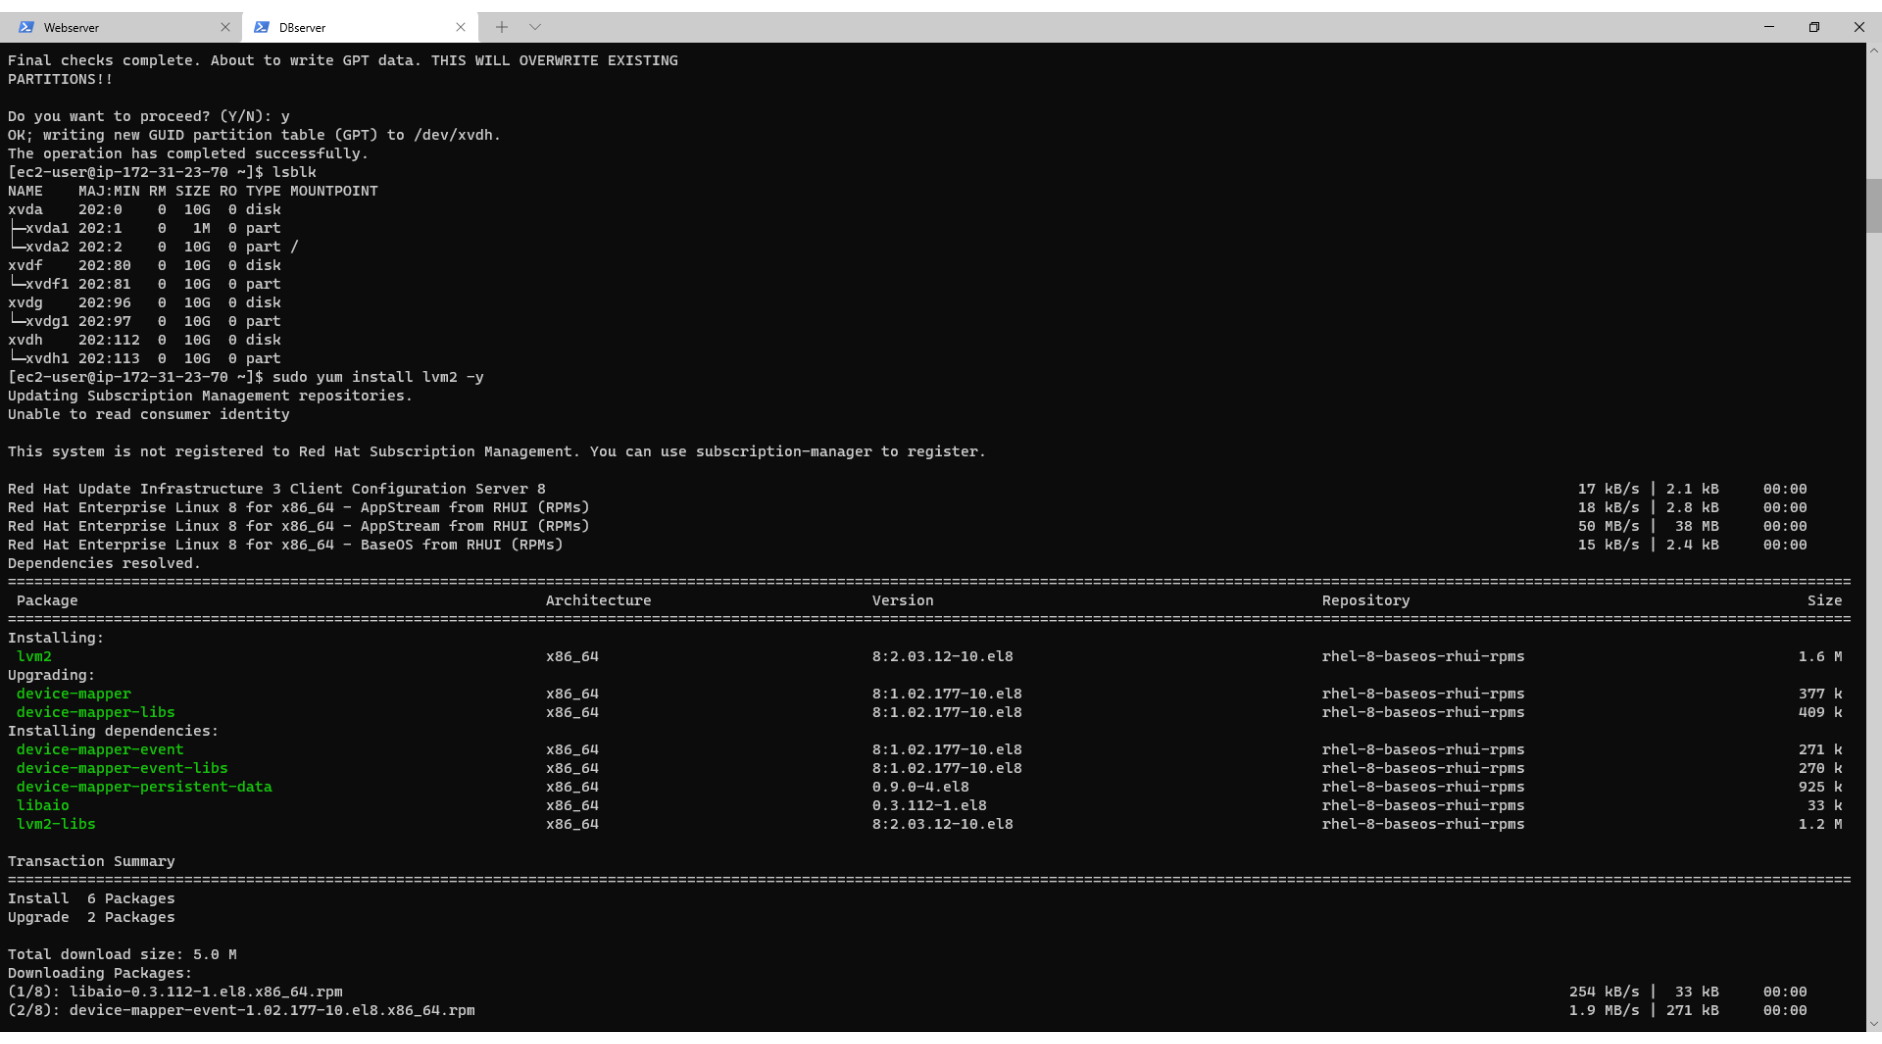 Webserver
DBserver
Final checks complete. About to write GPT data. THIS WILL OVERWRITE EXISTING
PARTITIONS!!
Do you want to proceed? (Y/N): y
OK; writing new GUID partition table (GPT) to /dev/xvdh.
The operation has completed successfully.
[ec2-user@ip-172-31-23-70 ~]$ lsblk
NAME    MAJ:MIN RM SIZE RO TYPE MOUNTPOINT
xvda    202:0    0  10G  0 disk
├─xvda1 202:1    0   1M  0 part
└─xvda2 202:2    0  10G  0 part /
xvdf    202:80   0  10G  0 disk
└─xvdf1 202:81   0  10G  0 part
xvdg    202:96   0  10G  0 disk
└─xvdg1 202:97   0  10G  0 part
xvdh    202:112  0  10G  0 disk
└─xvdh1 202:113  0  10G  0 part
[ec2-user@ip-172-31-23-70 ~]$ sudo yum install lvm2 -y
Updating Subscription Management repositories.
Unable to read consumer identity
This system is not registered to Red Hat Subscription Management. You can use subscription-manager to register.
Red Hat Update Infrastructure 3 Client Configuration Server 8    17 kB/s | 2.1 kB     00:00
Red Hat Enterprise Linux 8 for x86_64 - AppStream from RHUI (RPMs)    18 kB/s | 2.8 kB     00:00
Red Hat Enterprise Linux 8 for x86_64 - AppStream from RHUI (RPMs)    50 MB/s |  38 MB     00:00
Red Hat Enterprise Linux 8 for x86_64 - BaseOS from RHUI (RPMs)    15 kB/s | 2.4 kB     00:00
Dependencies resolved.
Package    Architecture    Version    Repository    Size
Installing:
lvm2    x86_64    8:2.03.12-10.el8    rhel-8-baseos-rhui-rpms    1.6 M
Upgrading:
device-mapper    x86_64    8:1.02.177-10.el8    rhel-8-baseos-rhui-rpms    377 k
device-mapper-libs    x86_64    8:1.02.177-10.el8    rhel-8-baseos-rhui-rpms    409 k
Installing dependencies:
device-mapper-event    x86_64    8:1.02.177-10.el8    rhel-8-baseos-rhui-rpms    271 k
device-mapper-event-libs    x86_64    8:1.02.177-10.el8    rhel-8-baseos-rhui-rpms    270 k
device-mapper-persistent-data    x86_64    0.9.0-4.el8    rhel-8-baseos-rhui-rpms    925 k
libaio    x86_64    0.3.112-1.el8    rhel-8-baseos-rhui-rpms    33 k
lvm2-libs    x86_64    8:2.03.12-10.el8    rhel-8-baseos-rhui-rpms    1.2 M
Transaction Summary
Install  6 Packages
Upgrade  2 Packages
Total download size: 5.0 M
Downloading Packages:
(1/8): libaio-0.3.112-1.el8.x86_64.rpm    254 kB/s |  33 kB     00:00
(2/8): device-mapper-event-1.02.177-10.el8.x86_64.rpm    1.9 MB/s | 271 kB     00:00